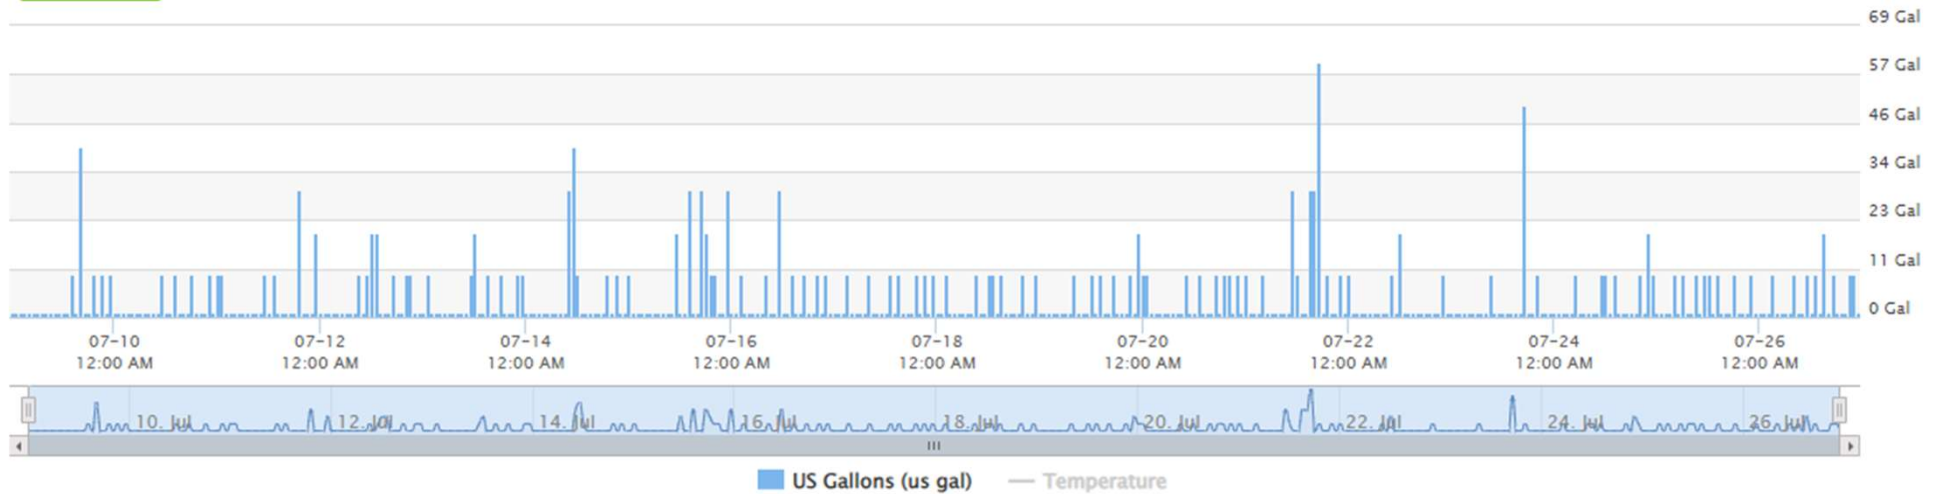 69 Gal
57 Gal
46 Gal
34 Gal
23 Gal
11 Gal
0 Gal
07-10 07-12 07-14 07-16 07-18 07-20 07-22 07-24 07-26
12:00 AM 12:00 AM 12:00 AM 12:00 AM 12:00 AM 12:00 AM 12:00 AM 12:00 AM 12:00 AM
10. Jul 12. Jul 14. Jul 16. Jul 18. Jul 20. Jul 22. Jul 24. Jul 26. Jul
US Gallons (us gal) Temperature